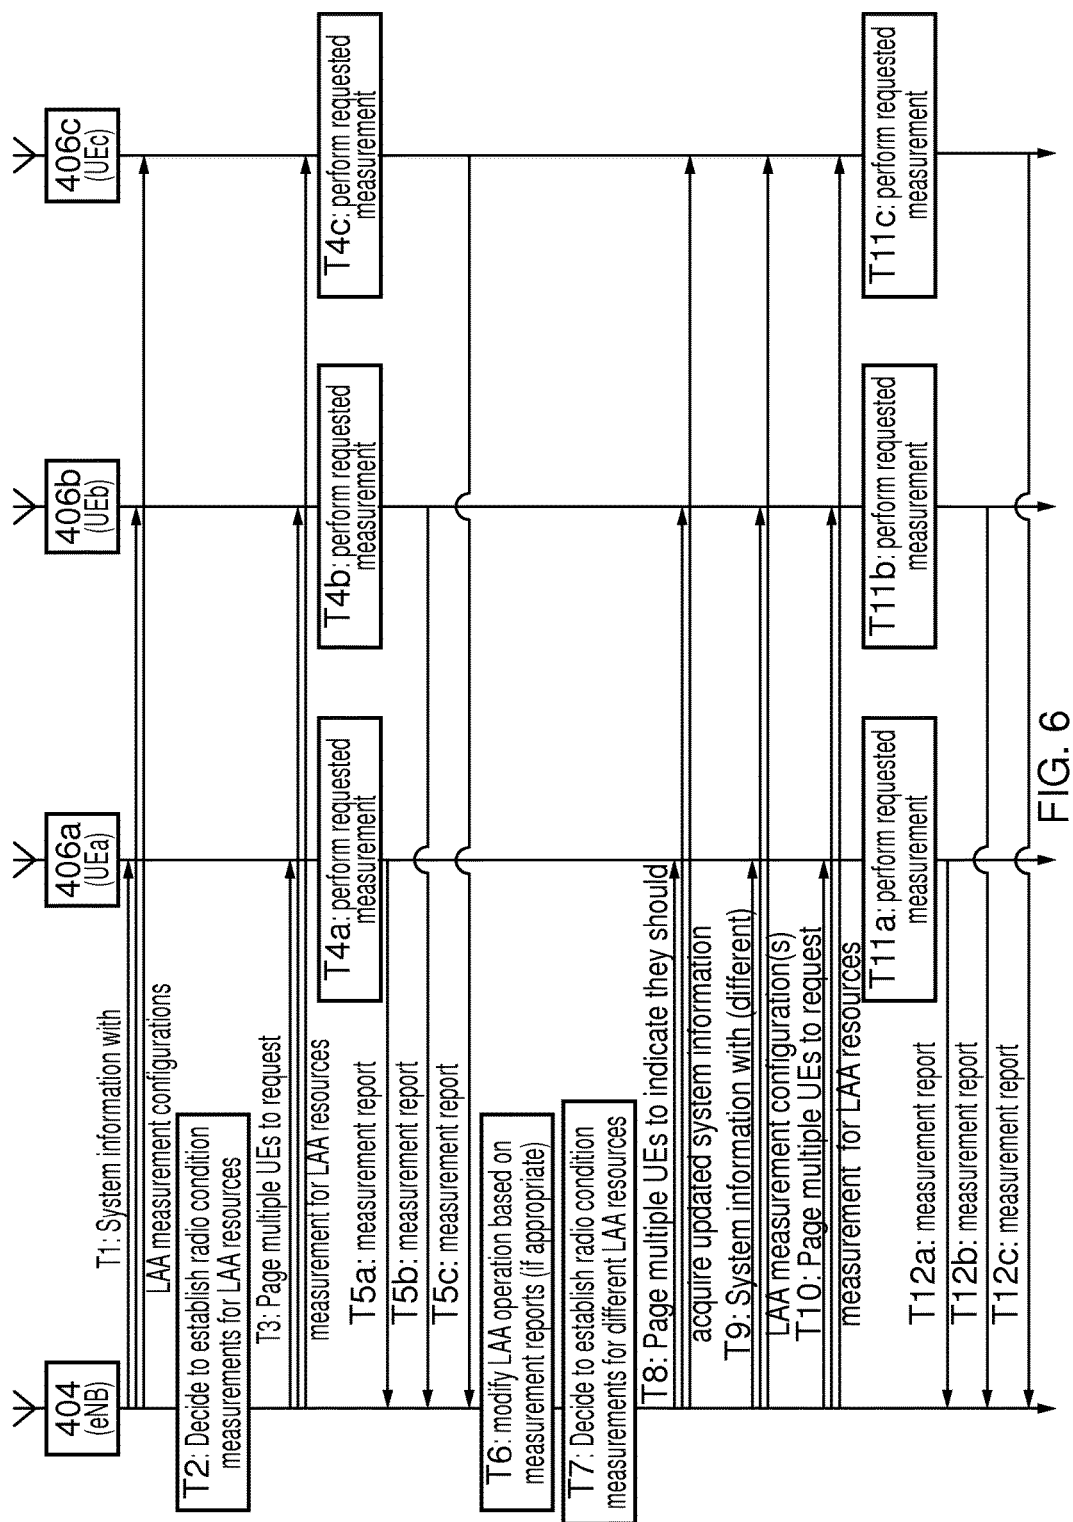 404
(eNB)
406a
(UEa)
406b
(UEb)
406c
(UEc)
T1: System information with
LAA measurement configurations
T2: Decide to establish radio condition
measurements for LAA resources
T3: Page multiple UEs to request
measurement for LAA resources
T4a: perform requested
measurement
T4b: perform requested
measurement
T4c: perform requested
measurement
T5a: measurement report
T5b: measurement report
T5c: measurement report
T6: modify LAA operation based on
measurement reports (if appropriate)
T7: Decide to establish radio condition
measurements for different LAA resources
T8: Page multiple UEs to indicate they should
acquire updated system information
T9: System information with (different)
LAA measurement configuration(s)
T10: Page multiple UEs to request
measurement for LAA resources
T11a: perform requested
measurement
T11b: perform requested
measurement
T11c: perform requested
measurement
T12a: measurement report
T12b: measurement report
T12c: measurement report
FIG. 6